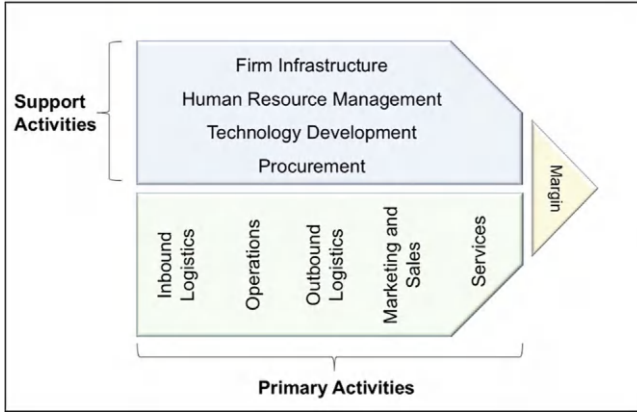 Support
Activities
Firm Infrastructure
Human Resource Management
Technology Development
Procurement
Margin
Inbound
Logistics
Operations
Outbound
Logistics
Marketing and
Sales
Services
Primary Activities